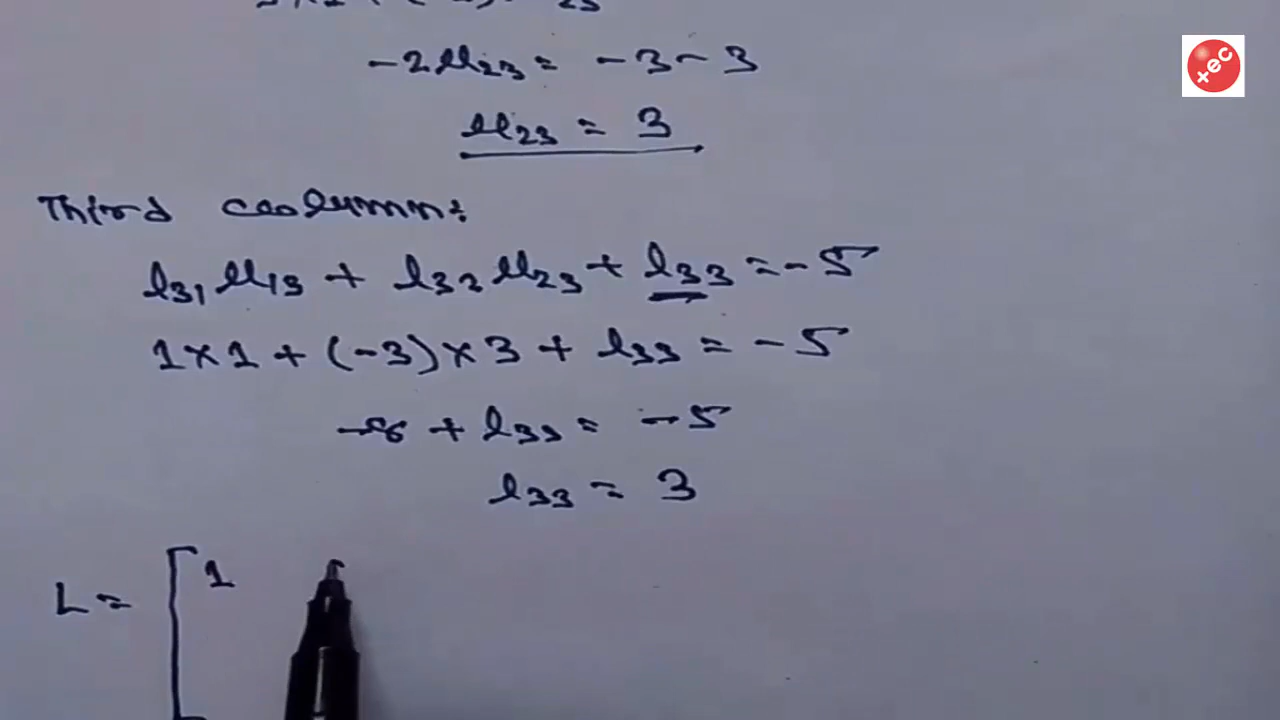 -2u23 = -3-3
u23 = 3
Third column:
l31u13 + l32u23 + l33 = -5
1×1 + (-3)×3 + l33 = -5
-8 + l33 = -5
l33 = 3
L = [ 1
xec